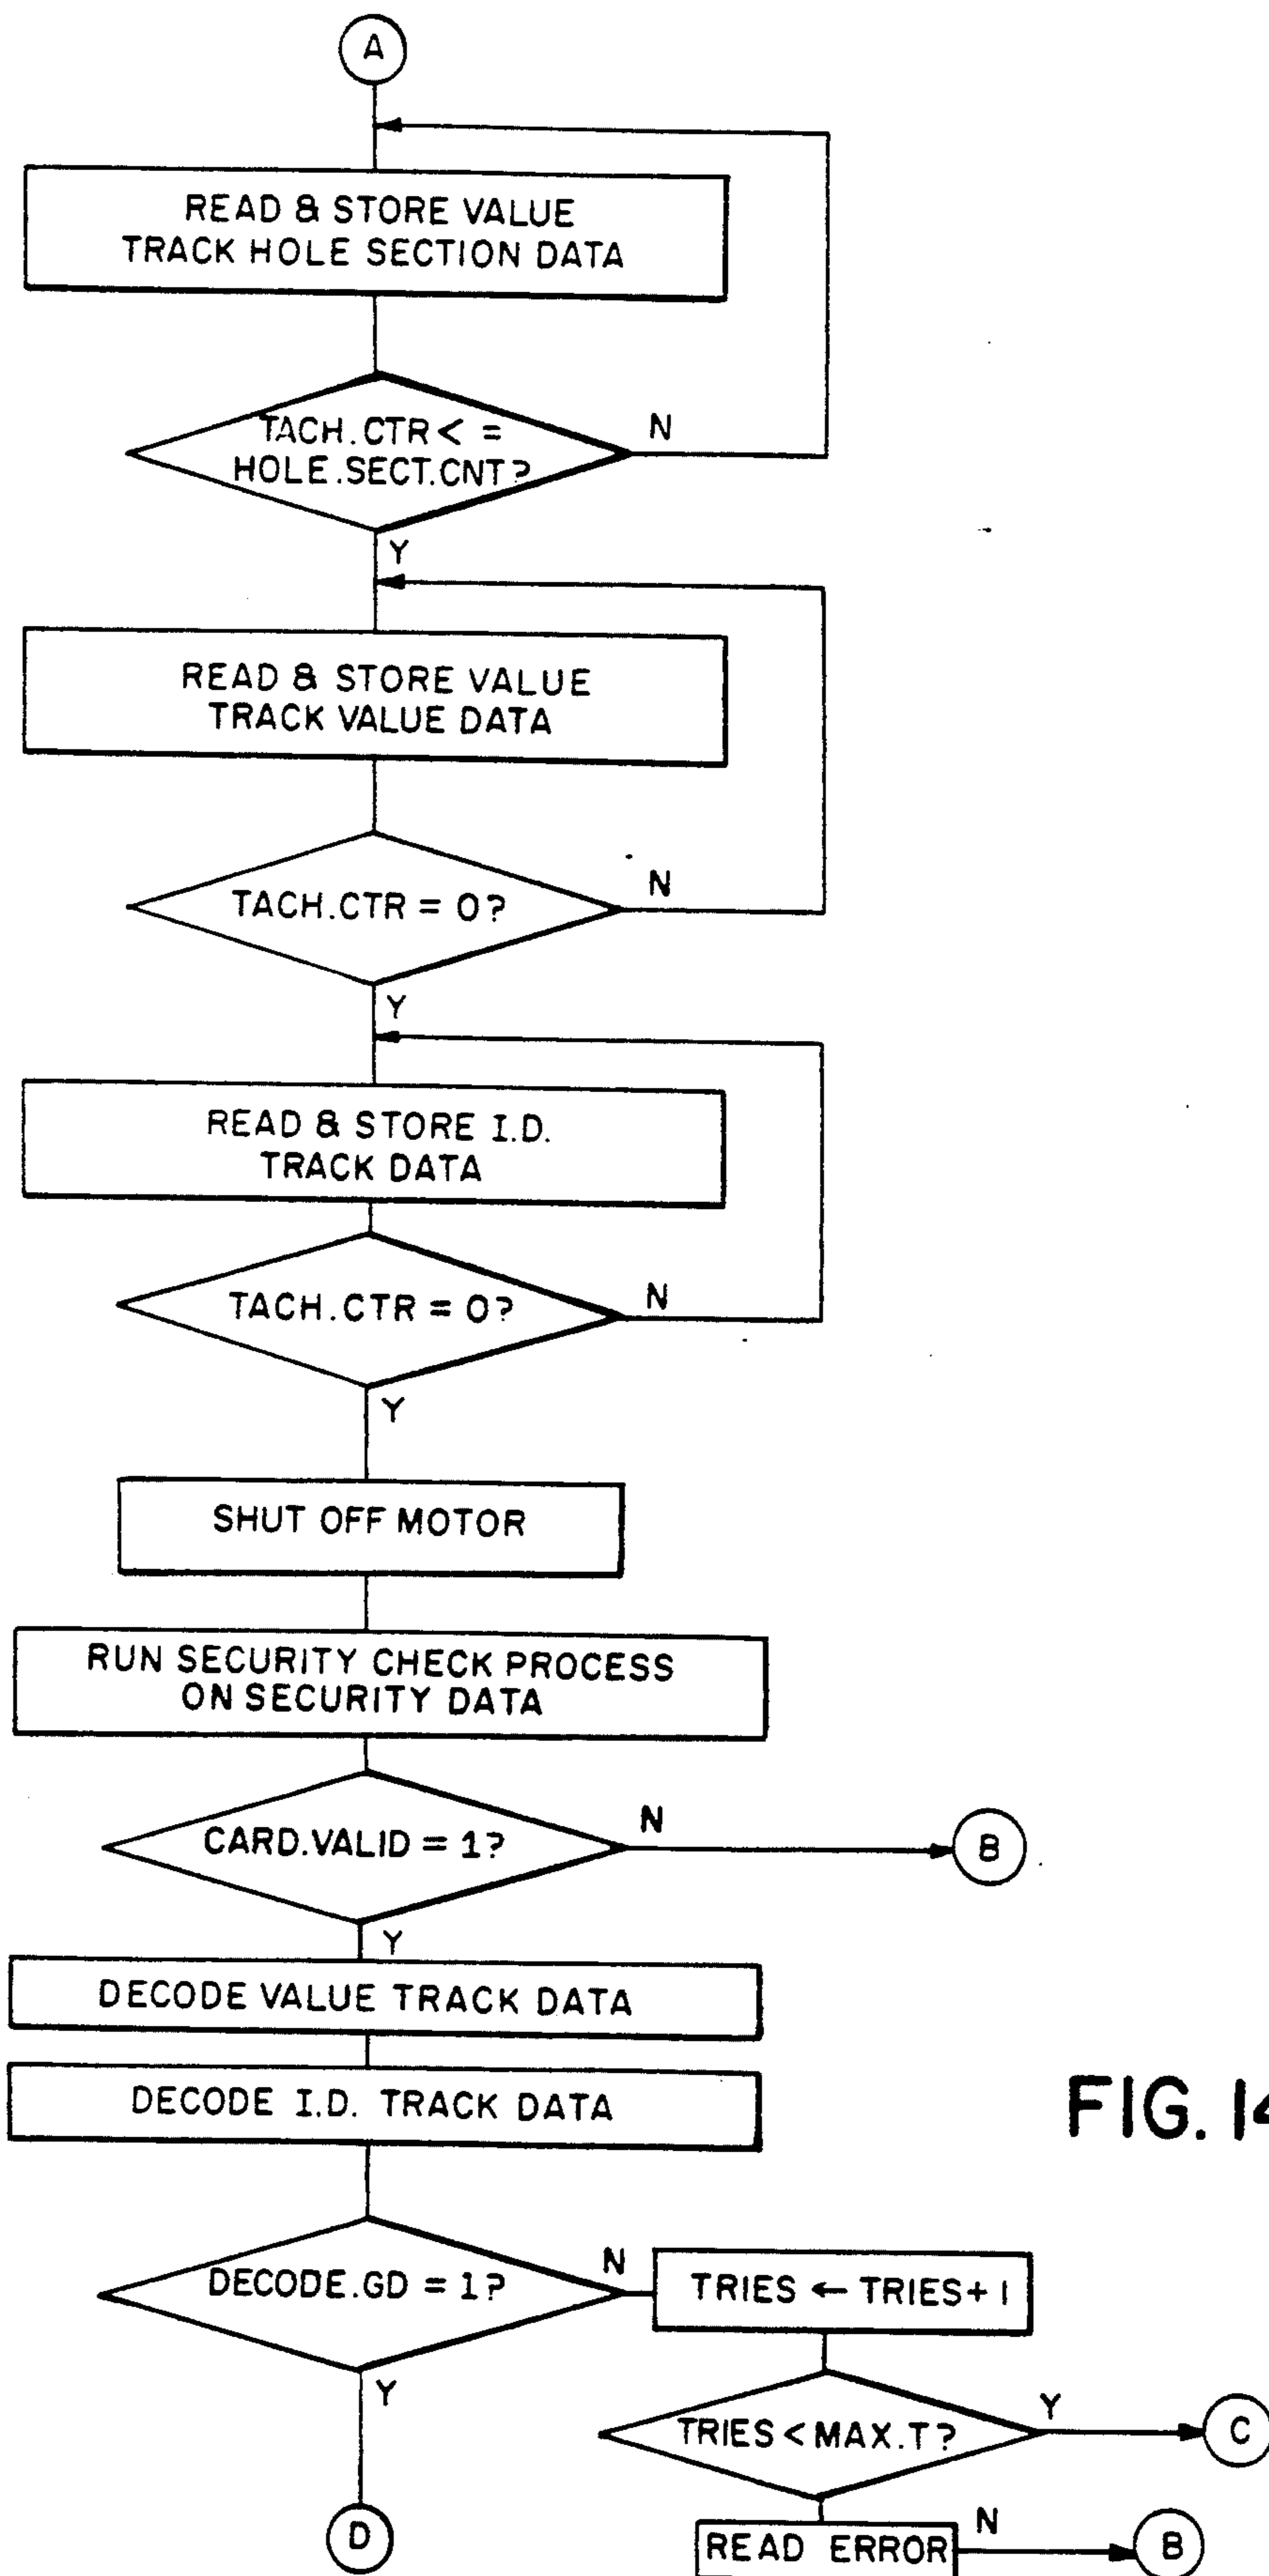 A
READ & STORE VALUE
TRACK HOLE SECTION DATA
TACH.CTR < =
HOLE.SECT.CNT?
N
Y
READ & STORE VALUE
TRACK VALUE DATA
TACH.CTR = 0?
N
Y
READ & STORE I.D.
TRACK DATA
TACH.CTR = 0?
N
Y
SHUT OFF MOTOR
RUN SECURITY CHECK PROCESS
ON SECURITY DATA
CARD.VALID = 1?
N
B
Y
DECODE VALUE TRACK DATA
DECODE I.D. TRACK DATA
FIG. 14
DECODE.GD = 1?
N
TRIES ← TRIES + 1
Y
TRIES < MAX.T?
Y
C
D
READ ERROR
N
B